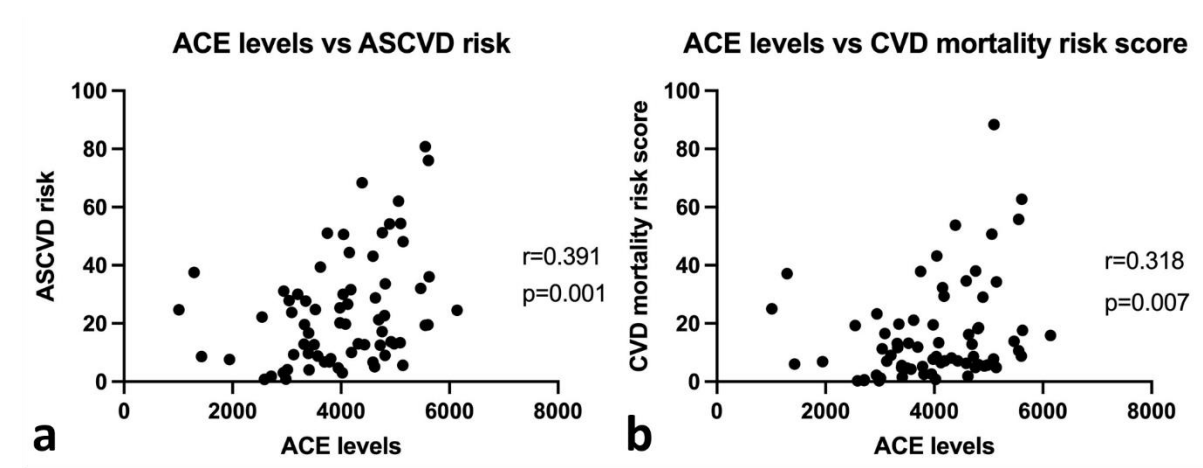 ACE levels vs ASCVD risk
100
80
60
40
20
0
ASCVD risk
r=0.391
p=0.001
0 2000 4000 6000 8000
ACE levels
a
ACE levels vs CVD mortality risk score
100
80
60
40
20
0
CVD mortality risk score
r=0.318
p=0.007
0 2000 4000 6000 8000
ACE levels
b